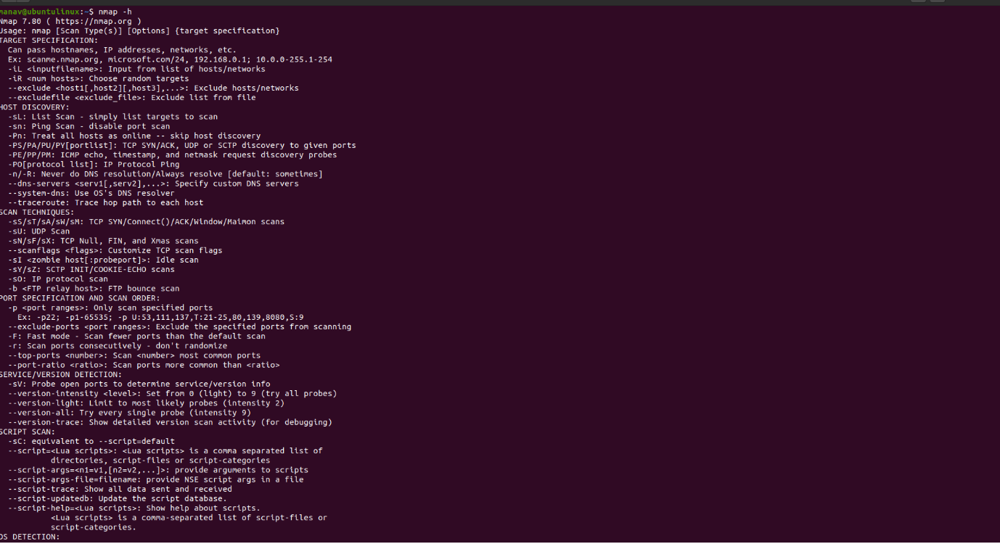 manav@ubuntulinux:~$ nmap -h
Nmap 7.80 ( https://nmap.org )
Usage: nmap [Scan Type(s)] [Options] {target specification}
TARGET SPECIFICATION:
  Can pass hostnames, IP addresses, networks, etc.
  Ex: scanme.nmap.org, microsoft.com/24, 192.168.0.1; 10.0.0-255.1-254
  -iL <inputfilename>: Input from list of hosts/networks
  -iR <num hosts>: Choose random targets
  --exclude <host1[,host2][,host3],...>: Exclude hosts/networks
  --excludefile <exclude_file>: Exclude list from file
HOST DISCOVERY:
  -sL: List Scan - simply list targets to scan
  -sn: Ping Scan - disable port scan
  -Pn: Treat all hosts as online -- skip host discovery
  -PS/PA/PU/PY[portlist]: TCP SYN/ACK, UDP or SCTP discovery to given ports
  -PE/PP/PM: ICMP echo, timestamp, and netmask request discovery probes
  -PO[protocol list]: IP Protocol Ping
  -n/-R: Never do DNS resolution/Always resolve [default: sometimes]
  --dns-servers <serv1[,serv2],...>: Specify custom DNS servers
  --system-dns: Use OS's DNS resolver
  --traceroute: Trace hop path to each host
SCAN TECHNIQUES:
  -sS/sT/sA/sW/sM: TCP SYN/Connect()/ACK/Window/Maimon scans
  -sU: UDP Scan
  -sN/sF/sX: TCP Null, FIN, and Xmas scans
  --scanflags <flags>: Customize TCP scan flags
  -sI <zombie host[:probeport]>: Idle scan
  -sY/sZ: SCTP INIT/COOKIE-ECHO scans
  -sO: IP protocol scan
  -b <FTP relay host>: FTP bounce scan
PORT SPECIFICATION AND SCAN ORDER:
  -p <port ranges>: Only scan specified ports
    Ex: -p22; -p1-65535; -p U:53,111,137,T:21-25,80,139,8080,S:9
  --exclude-ports <port ranges>: Exclude the specified ports from scanning
  -F: Fast mode - Scan fewer ports than the default scan
  -r: Scan ports consecutively - don't randomize
  --top-ports <number>: Scan <number> most common ports
  --port-ratio <ratio>: Scan ports more common than <ratio>
SERVICE/VERSION DETECTION:
  -sV: Probe open ports to determine service/version info
  --version-intensity <level>: Set from 0 (light) to 9 (try all probes)
  --version-light: Limit to most likely probes (intensity 2)
  --version-all: Try every single probe (intensity 9)
  --version-trace: Show detailed version scan activity (for debugging)
SCRIPT SCAN:
  -sC: equivalent to --script=default
  --script=<Lua scripts>: <Lua scripts> is a comma separated list of
           directories, script-files or script-categories
  --script-args=<n1=v1,[n2=v2,...]>: provide arguments to scripts
  --script-args-file=filename: provide NSE script args in a file
  --script-trace: Show all data sent and received
  --script-updatedb: Update the script database.
  --script-help=<Lua scripts>: Show help about scripts.
           <Lua scripts> is a comma-separated list of script-files or
           script-categories.
OS DETECTION: